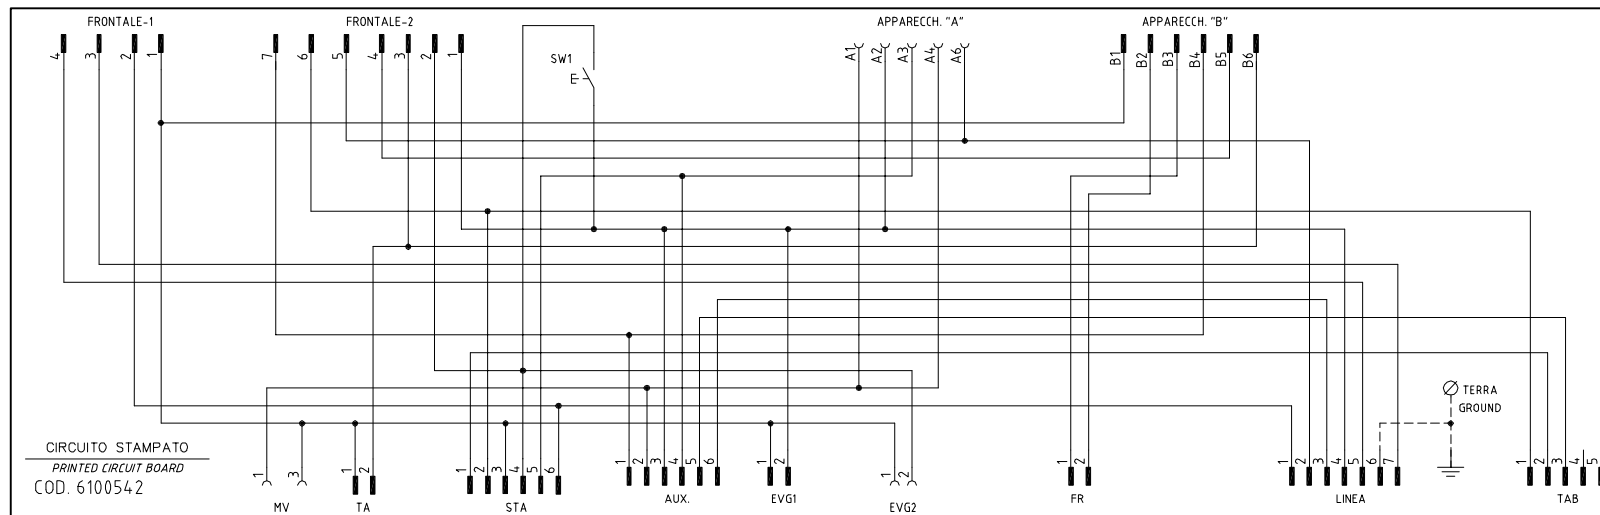 FRONTALE-1 FRONTALE-2 APPARECCH. "A" APPARECCH. "B"
4 3 2 1 7 6 5 4 3 2 1 A1 A2 A3 A4 A6 B1 B2 B3 B4 B5 B6
SW1
E
TERRA
GROUND
CIRCUITO STAMPATO
PRINTED CIRCUIT BOARD
COD. 6100542
1 3 1 2 1 2 3 4 5 6 1 2 3 4 5 6 1 2 1 2 1 2 1 2 3 4 5 6 7 1 2 3 4 5
MV TA STA AUX. EVG1 EVG2 FR LINEA TAB